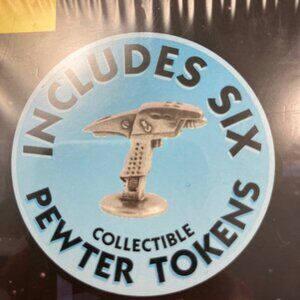 INCLUDES SIX
COLLECTIBLE
PEWTER TOKENS